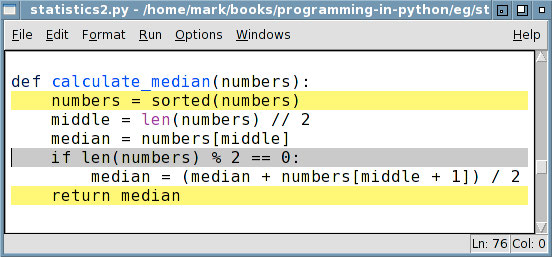 statistics2.py - /home/mark/books/programming-in-python/eg/st
File Edit Format Run Options Windows Help
def calculate_median(numbers):
    numbers = sorted(numbers)
    middle = len(numbers) // 2
    median = numbers[middle]
    if len(numbers) % 2 == 0:
        median = (median + numbers[middle + 1]) / 2
    return median
Ln: 76 Col: 0